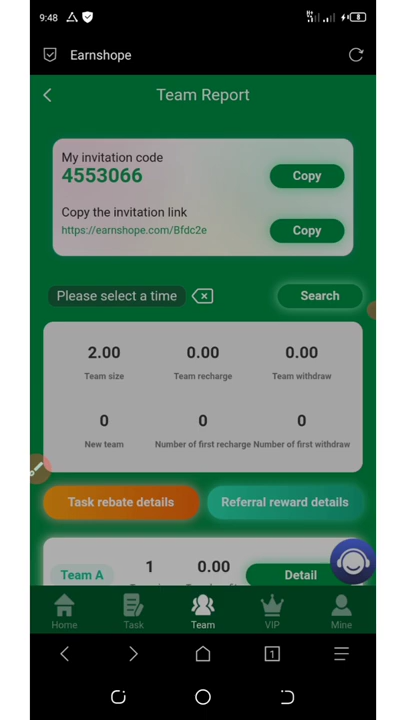 9:48
8
Earnshope
Team Report
My invitation code
4553066
Copy
Copy the invitation link
https://earnshope.com/Bfdc2e
Copy
Please select a time
Search
2.00 0.00 0.00
Team size Team recharge Team withdraw
0 0 0
New team Number of first recharge Number of first withdraw
Task rebate details Referral reward details
1 0.00
Team A Detail
Home Task Team VIP Mine
1